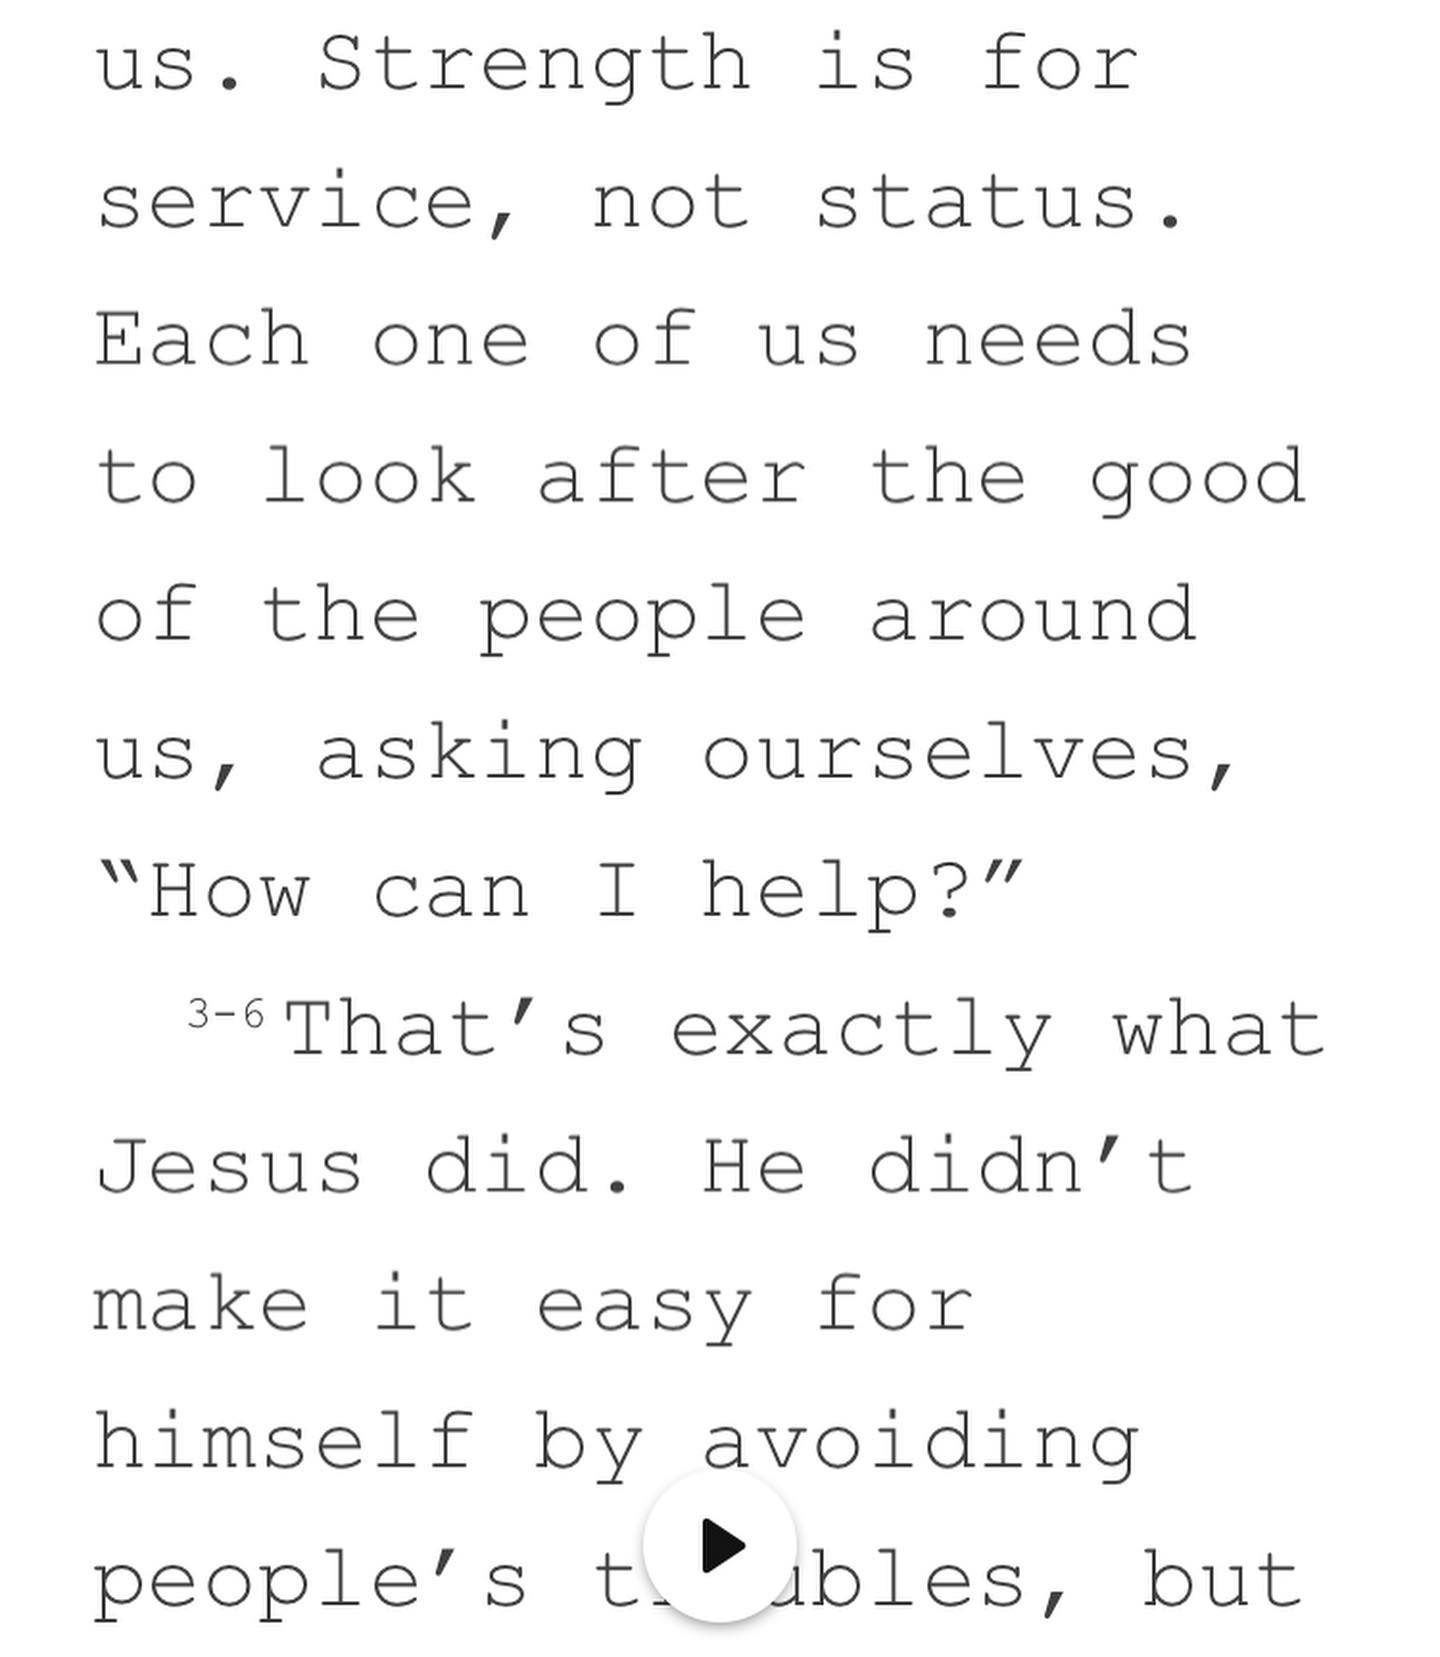 us. Strength is for
service, not status.
Each one of us needs
to look after the good
of the people around
us, asking ourselves,
“How can I help?”
3-6 That’s exactly what
Jesus did. He didn’t
make it easy for
himself by avoiding
people’s but